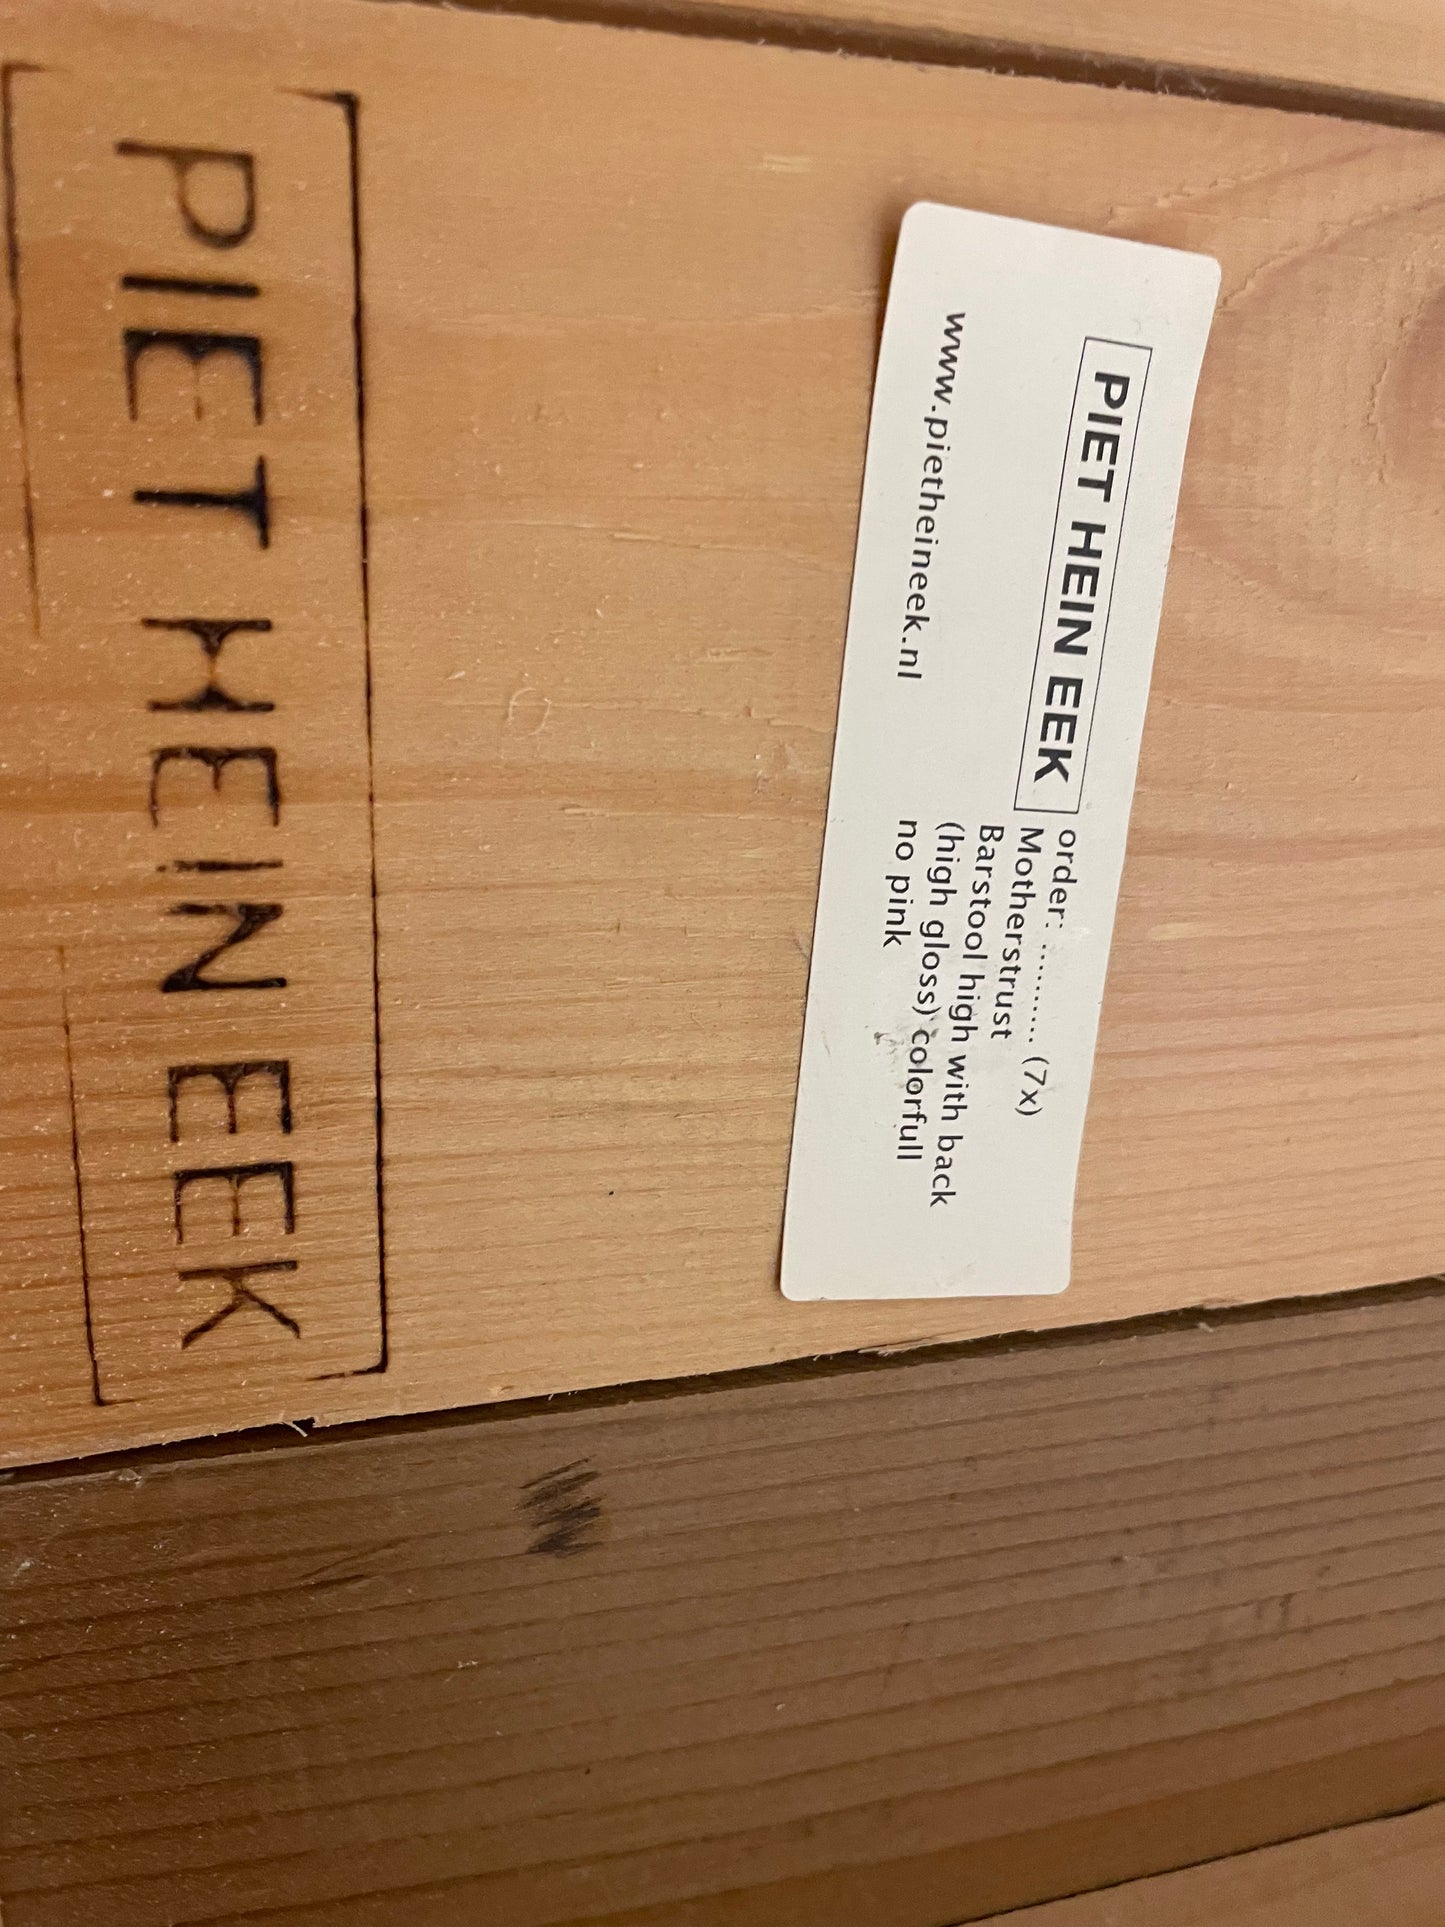 PIET HEIN EEK
www.pietheineek.nl
order: ........... (7x)
Motherstrust
Barstool high with back
(high gloss) colorfull
no pink
PIET HEIN EEK